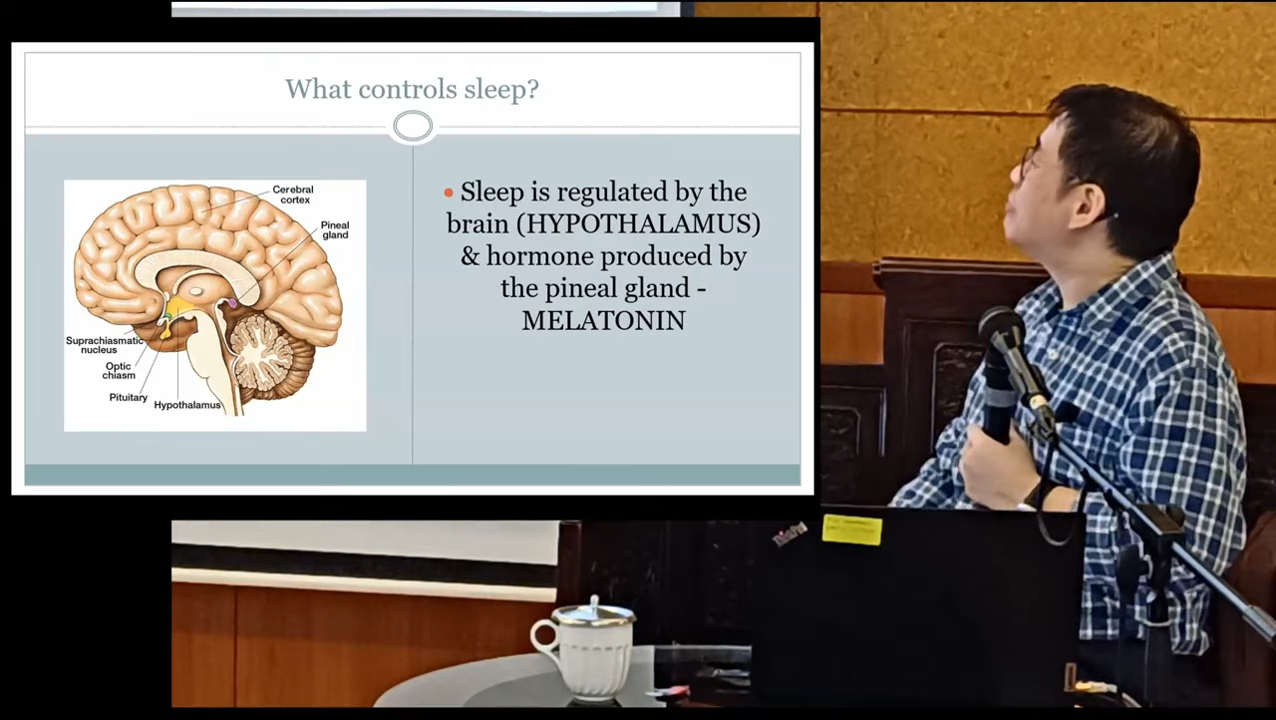 What controls sleep?
Cerebral
cortex
Pineal
gland
Suprachiasmatic
nucleus
Optic
chiasm
Pituitary
Hypothalamus
• Sleep is regulated by the
brain (HYPOTHALAMUS)
& hormone produced by
the pineal gland -
MELATONIN